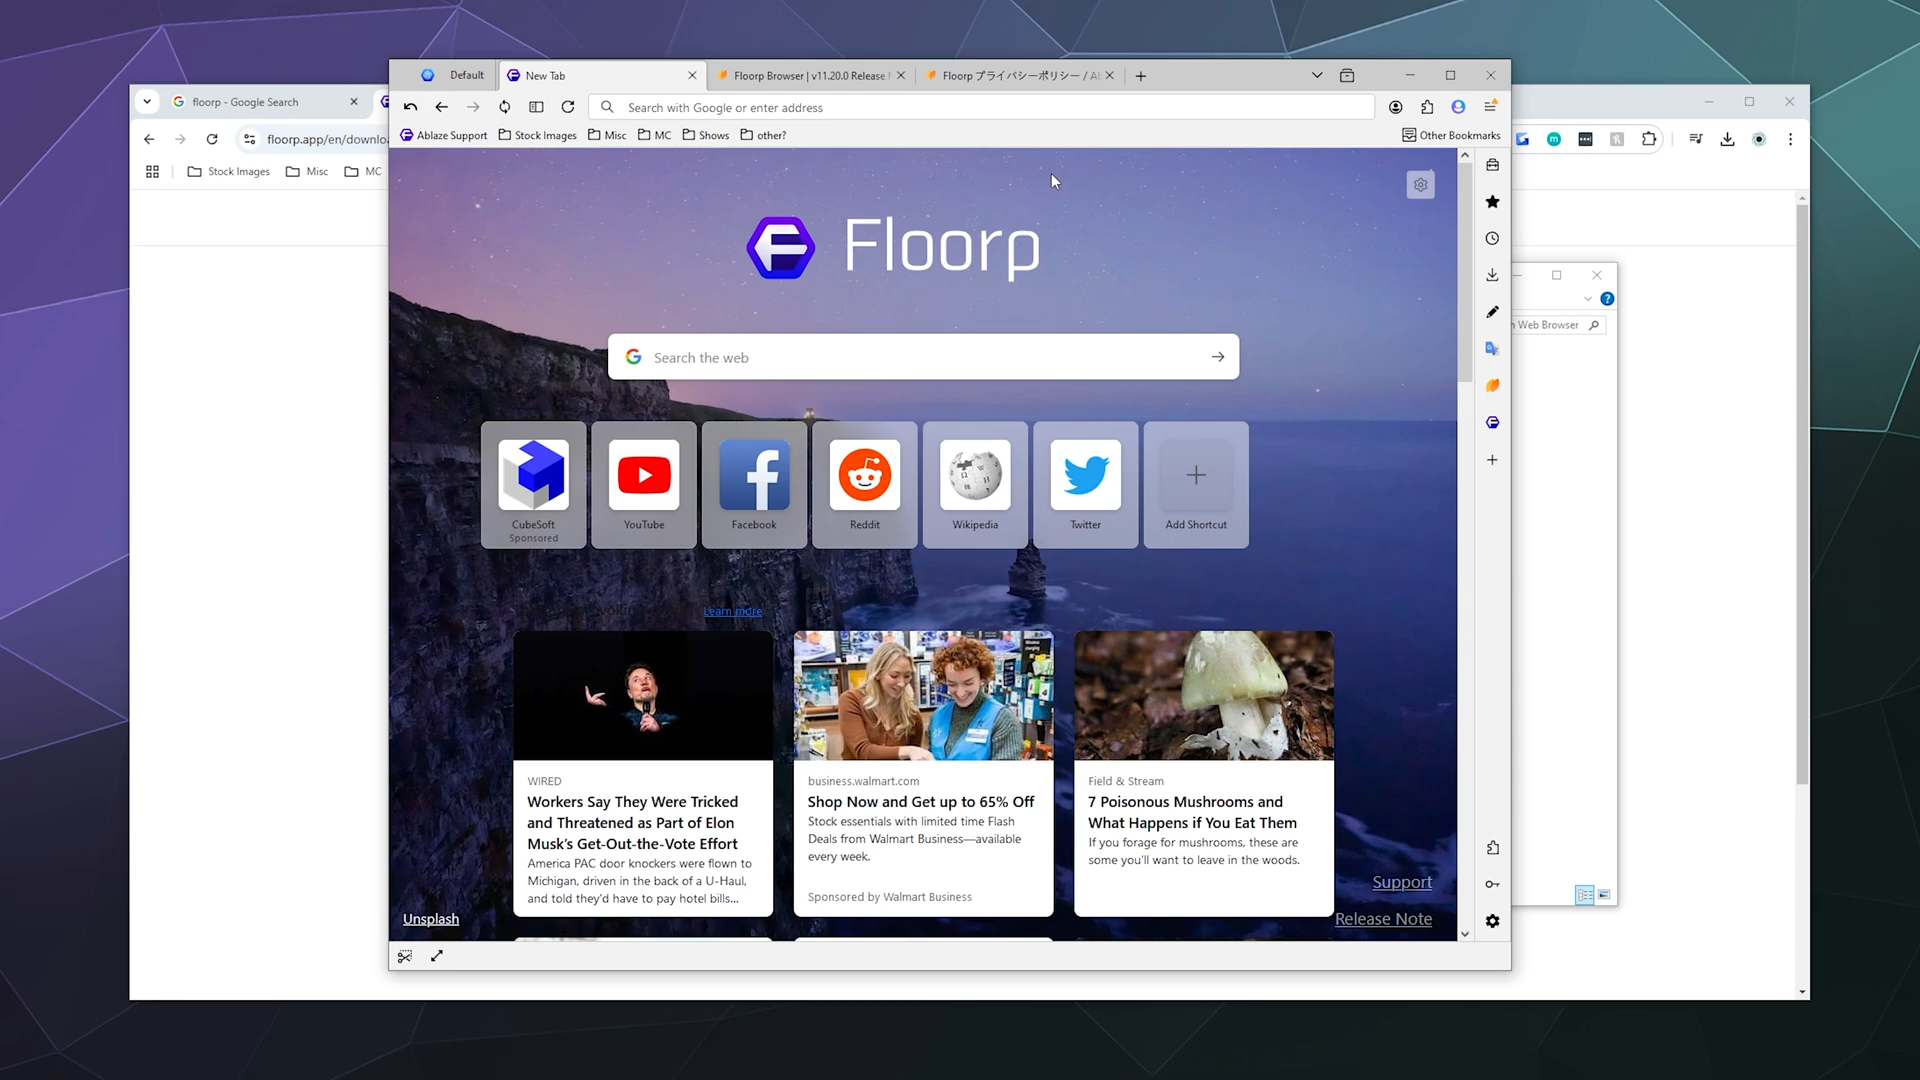 floorp - Google Search
floorp.app/en/downlo
Stock Images
Misc
MC
Default
New Tab
Floorp Browser | v11.20.0 Release
Floorp プライバシーポリシー /
Search with Google or enter address
Ablaze Support
Stock Images
Misc
MC
Shows
other?
Other Bookmarks
Web Browser
Floorp
Search the web
CubeSoft
Sponsored
YouTube
Facebook
Reddit
Wikipedia
Twitter
Add Shortcut
Learn more
WIRED
Workers Say They Were Tricked
and Threatened as Part of Elon
Musk's Get-Out-the-Vote Effort
America PAC door knockers were flown to
Michigan, driven in the back of a U-Haul,
and told they'd have to pay hotel bills...
business.walmart.com
Shop Now and Get up to 65% Off
Stock essentials with limited time Flash
Deals from Walmart Business—available
every week.
Sponsored by Walmart Business
Field & Stream
7 Poisonous Mushrooms and
What Happens if You Eat Them
If you forage for mushrooms, these are
some you'll want to leave in the woods.
Support
Unsplash
Release Note